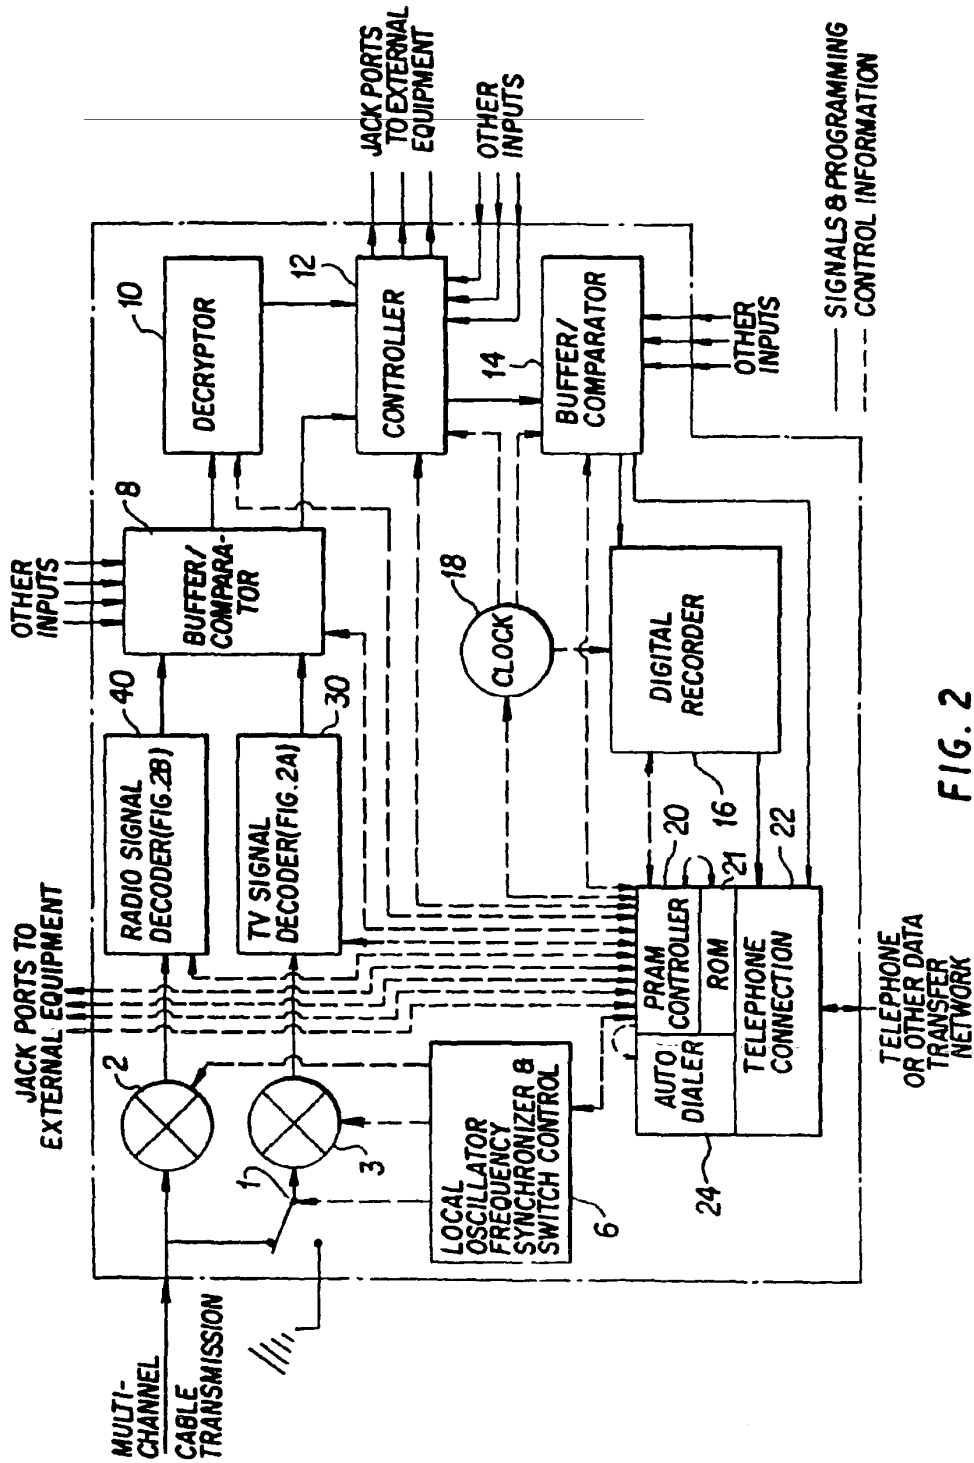 MULTI-
CHANNEL
CABLE
TRANSMISSION
JACK PORTS TO
EXTERNAL EQUIPMENT
OTHER
INPUTS
2
1
3
RADIO SIGNAL
DECODER(FIG.2B)
40
TV SIGNAL
DECODER(FIG.2A)
30
BUFFER/
COMPARA-
TOR
8
DECRYPTOR
10
CONTROLLER
12
JACK PORTS
TO EXTERNAL
EQUIPMENT
OTHER
INPUTS
BUFFER/
COMPARATOR
14
OTHER
INPUTS
CLOCK
18
LOCAL
OSCILLATOR
FREQUENCY
SYNCHRONIZER &
SWITCH CONTROL
6
DIGITAL
RECORDER
16
PRAM
CONTROLLER
20
ROM
21
AUTO
DIALER
24
TELEPHONE
CONNECTION
22
TELEPHONE
OR OTHER DATA
TRANSFER
NETWORK
SIGNALS & PROGRAMMING
CONTROL INFORMATION
FIG. 2